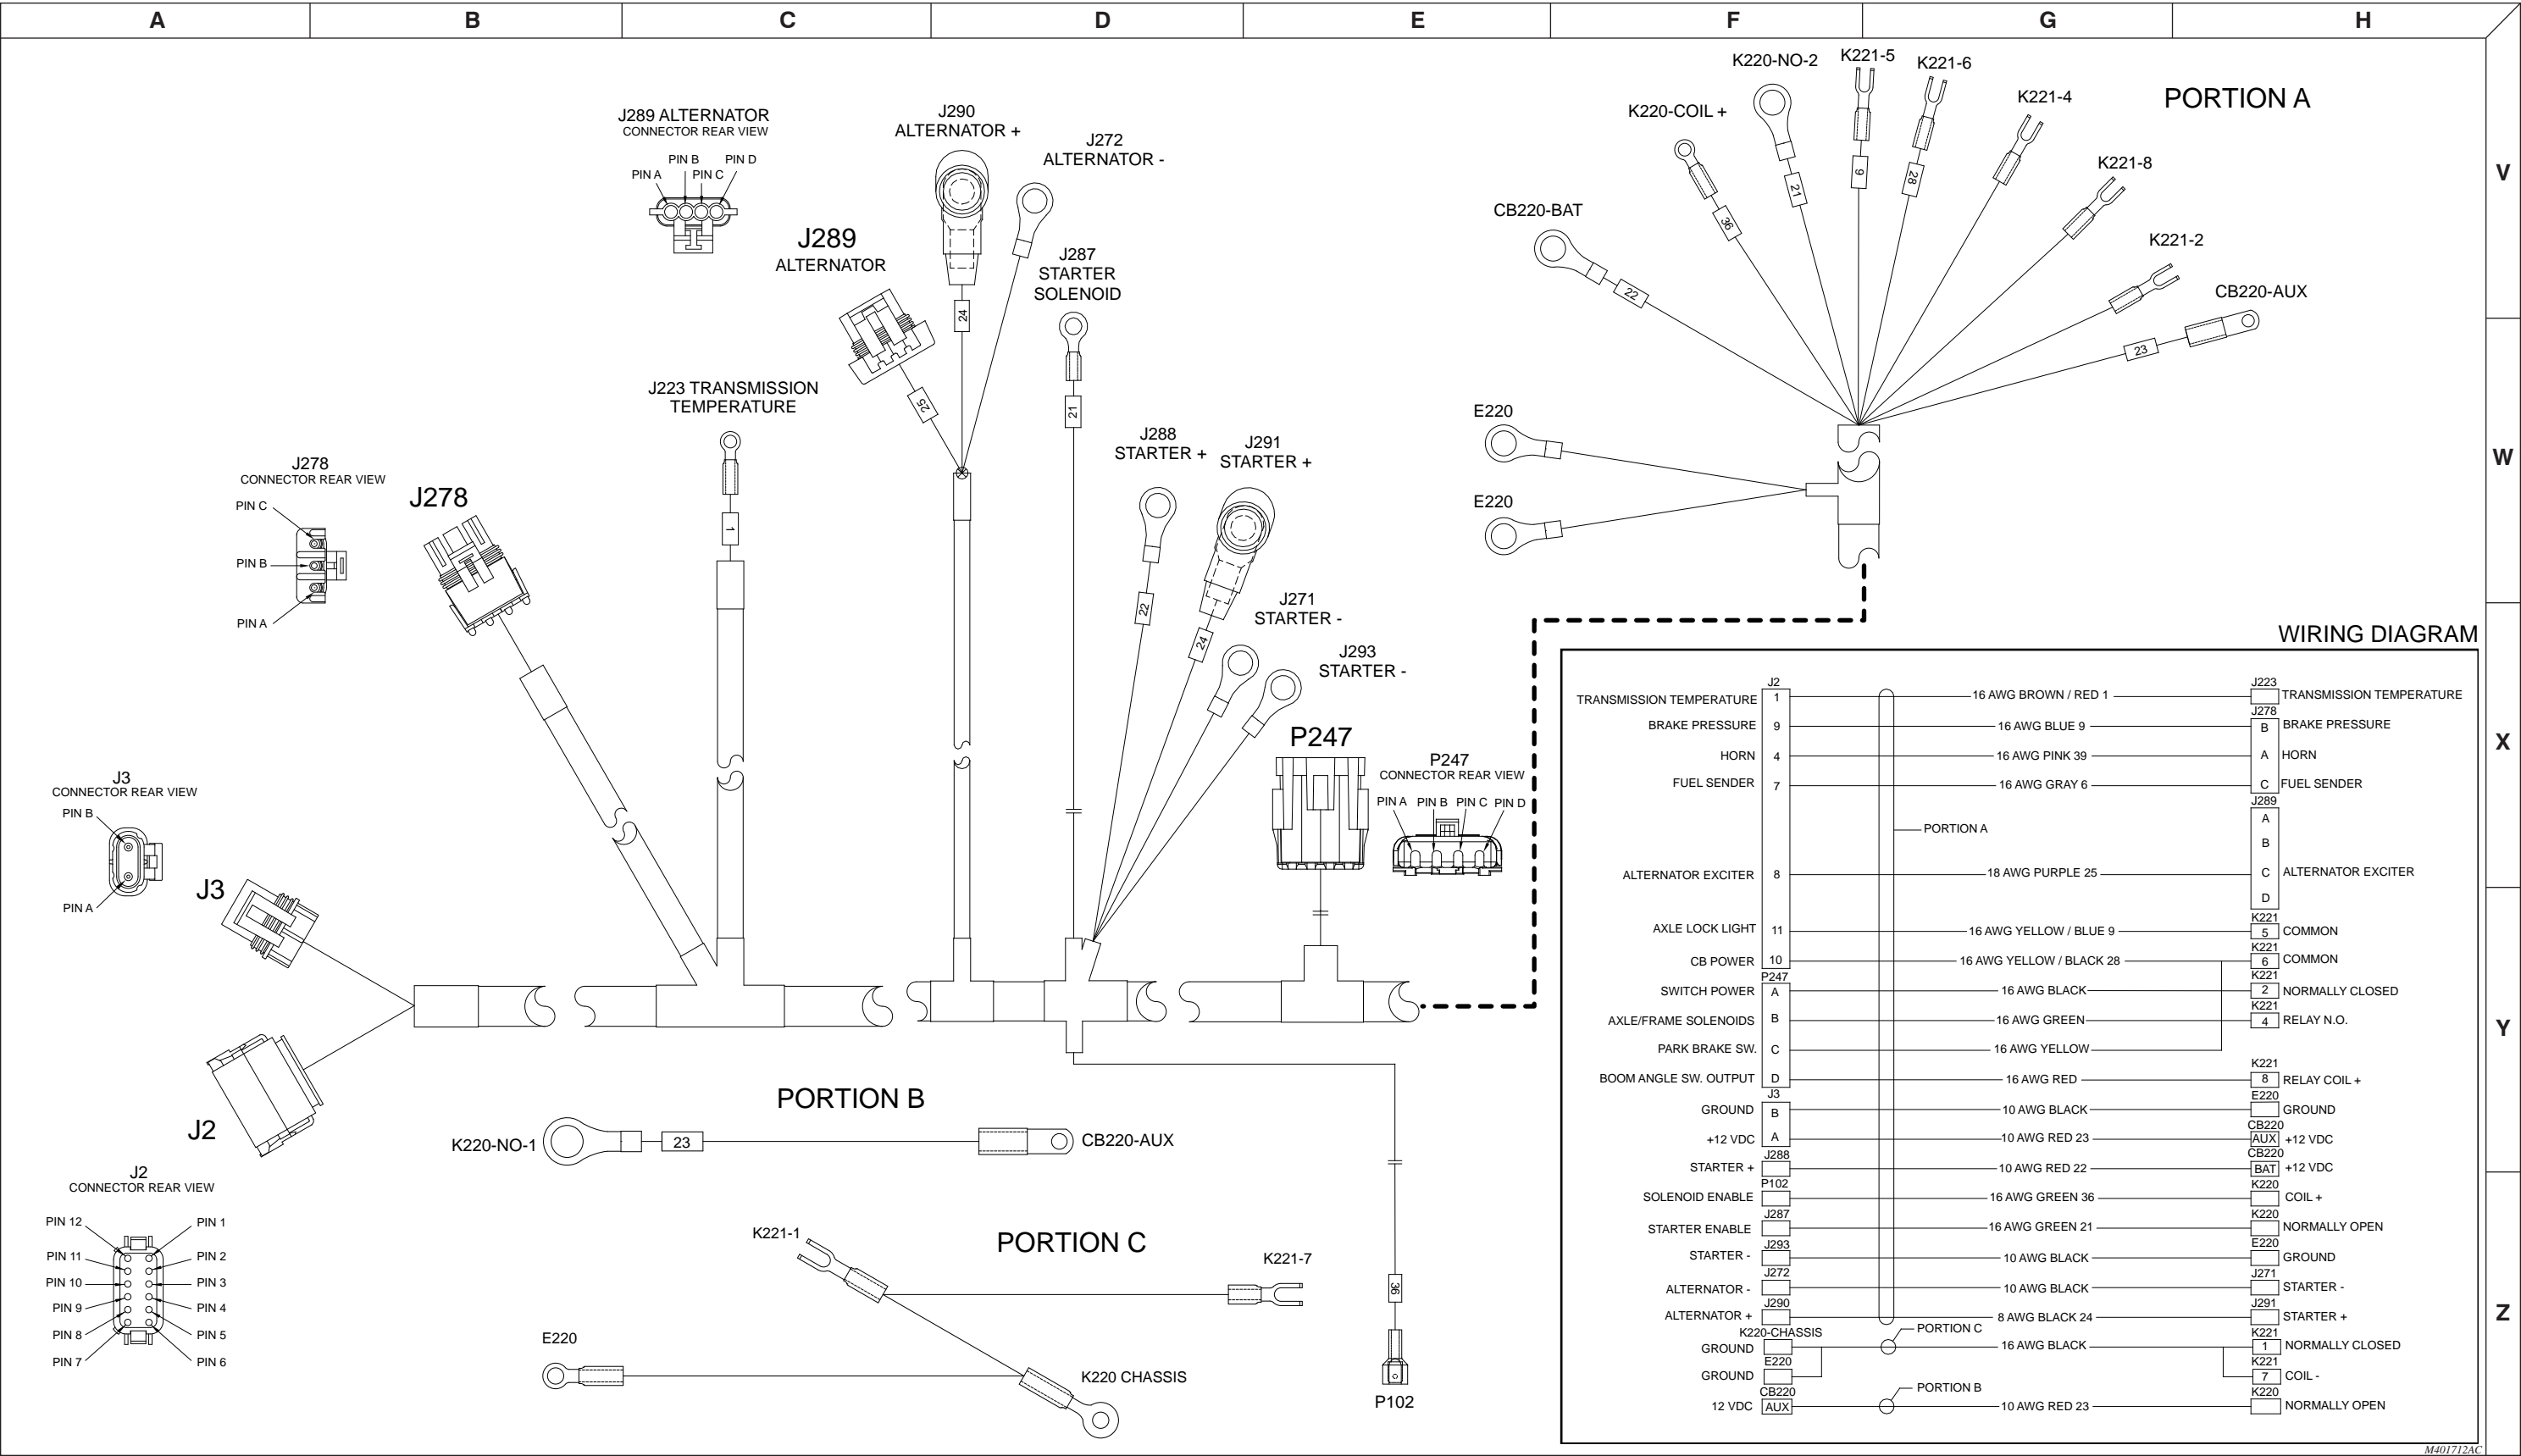 A B C D E F G H
V
W
X
Y
Z
PORTION A
J289 ALTERNATOR
CONNECTOR REAR VIEW
PIN A
PIN B
PIN C
PIN D
J290
ALTERNATOR +
J272
ALTERNATOR -
J289
ALTERNATOR
J287
STARTER
SOLENOID
24
25
21
J223 TRANSMISSION
TEMPERATURE
1
K220-COIL +
K220-NO-2
K221-5
K221-6
K221-4
K221-8
K221-2
CB220-AUX
CB220-BAT
36
21
9
28
22
23
E220
E220
J278
CONNECTOR REAR VIEW
PIN C
PIN B
PIN A
J278
J288
STARTER +
J291
STARTER +
22
24
J271
STARTER -
J293
STARTER -
P247
P247
CONNECTOR REAR VIEW
PIN A PIN B PIN C PIN D
J3
CONNECTOR REAR VIEW
PIN B
PIN A
J3
J2
J2
CONNECTOR REAR VIEW
PIN 12
PIN 11
PIN 10
PIN 9
PIN 8
PIN 7
PIN 1
PIN 2
PIN 3
PIN 4
PIN 5
PIN 6
PORTION B
K220-NO-1
23
CB220-AUX
PORTION C
K221-1
K221-7
E220
K220 CHASSIS
36
P102
WIRING DIAGRAM
J2 J223
TRANSMISSION TEMPERATURE 1 16 AWG BROWN / RED 1 TRANSMISSION TEMPERATURE
J278
BRAKE PRESSURE 9 16 AWG BLUE 9 B BRAKE PRESSURE
HORN 4 16 AWG PINK 39 A HORN
FUEL SENDER 7 16 AWG GRAY 6 C FUEL SENDER
J289
A
PORTION A
B
ALTERNATOR EXCITER 8 18 AWG PURPLE 25 C ALTERNATOR EXCITER
D
K221
AXLE LOCK LIGHT 11 16 AWG YELLOW / BLUE 9 5 COMMON
K221
CB POWER 10 16 AWG YELLOW / BLACK 28 6 COMMON
P247 K221
SWITCH POWER A 16 AWG BLACK 2 NORMALLY CLOSED
K221
AXLE/FRAME SOLENOIDS B 16 AWG GREEN 4 RELAY N.O.
PARK BRAKE SW. C 16 AWG YELLOW
K221
BOOM ANGLE SW. OUTPUT D 16 AWG RED 8 RELAY COIL +
J3 E220
GROUND B 10 AWG BLACK GROUND
CB220
+12 VDC A 10 AWG RED 23 AUX +12 VDC
J288 CB220
STARTER + 10 AWG RED 22 BAT +12 VDC
P102 K220
SOLENOID ENABLE 16 AWG GREEN 36 COIL +
J287 K220
STARTER ENABLE 16 AWG GREEN 21 NORMALLY OPEN
J293 E220
STARTER - 10 AWG BLACK GROUND
J272 J271
ALTERNATOR - 10 AWG BLACK STARTER -
J290 J291
ALTERNATOR + 8 AWG BLACK 24 STARTER +
K220-CHASSIS PORTION C K221
GROUND 16 AWG BLACK 1 NORMALLY CLOSED
E220 K221
GROUND 7 COIL -
CB220 PORTION B K220
12 VDC AUX 10 AWG RED 23 NORMALLY OPEN
M401712AC